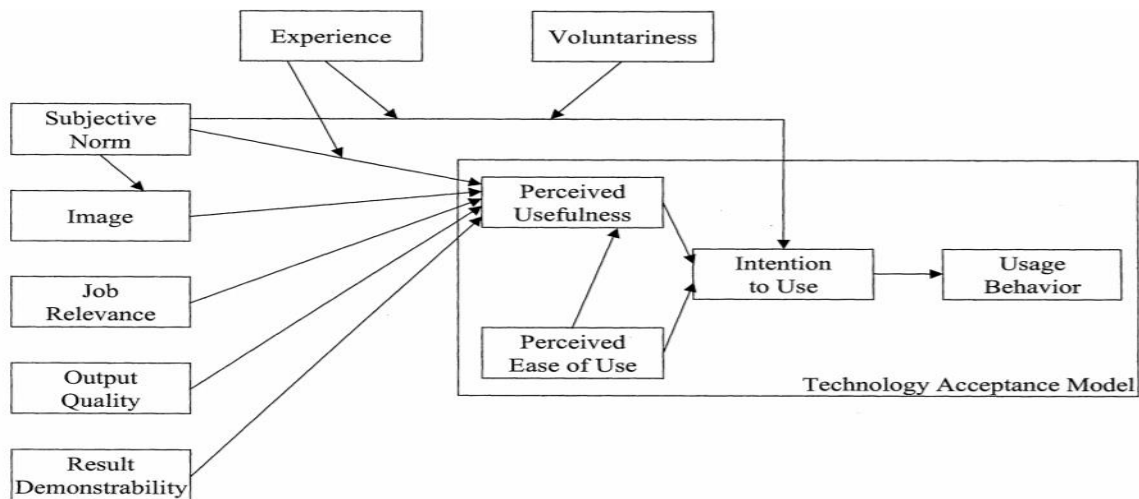 Experience
Voluntariness
Subjective
Norm
Image
Perceived
Usefulness
Job
Relevance
Intention
to Use
Usage
Behavior
Perceived
Ease of Use
Output
Quality
Technology Acceptance Model
Result
Demonstrability